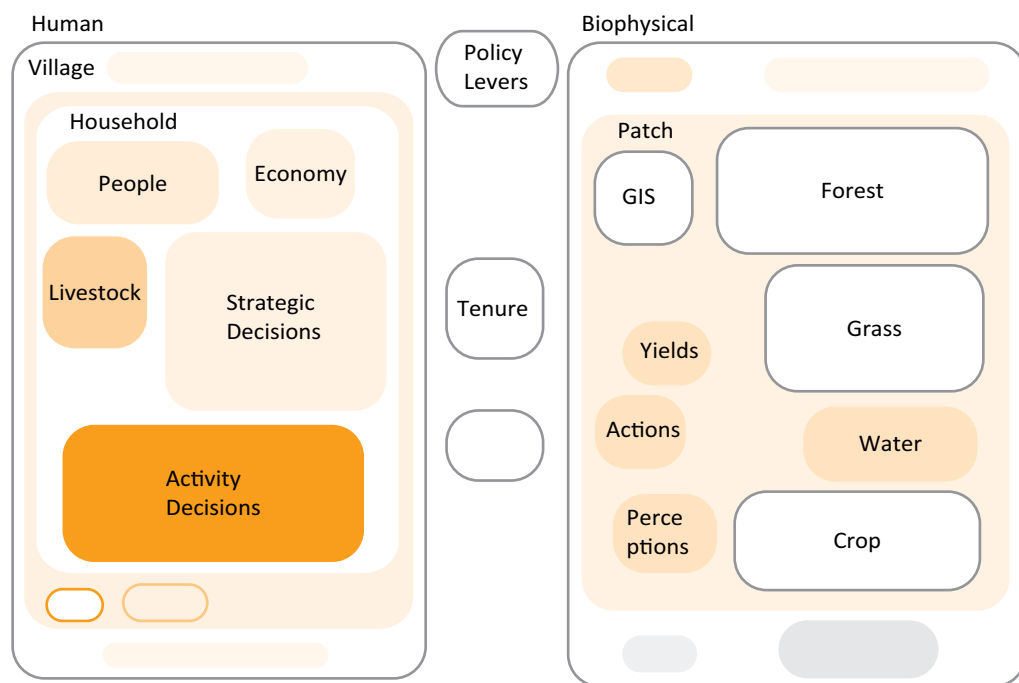 Human
Village
Household
People
Economy
Livestock
Strategic
Decisions
Activity
Decisions
Policy
Levers
Tenure
Biophysical
Patch
GIS
Forest
Grass
Yields
Actions
Water
Perce
ptions
Crop